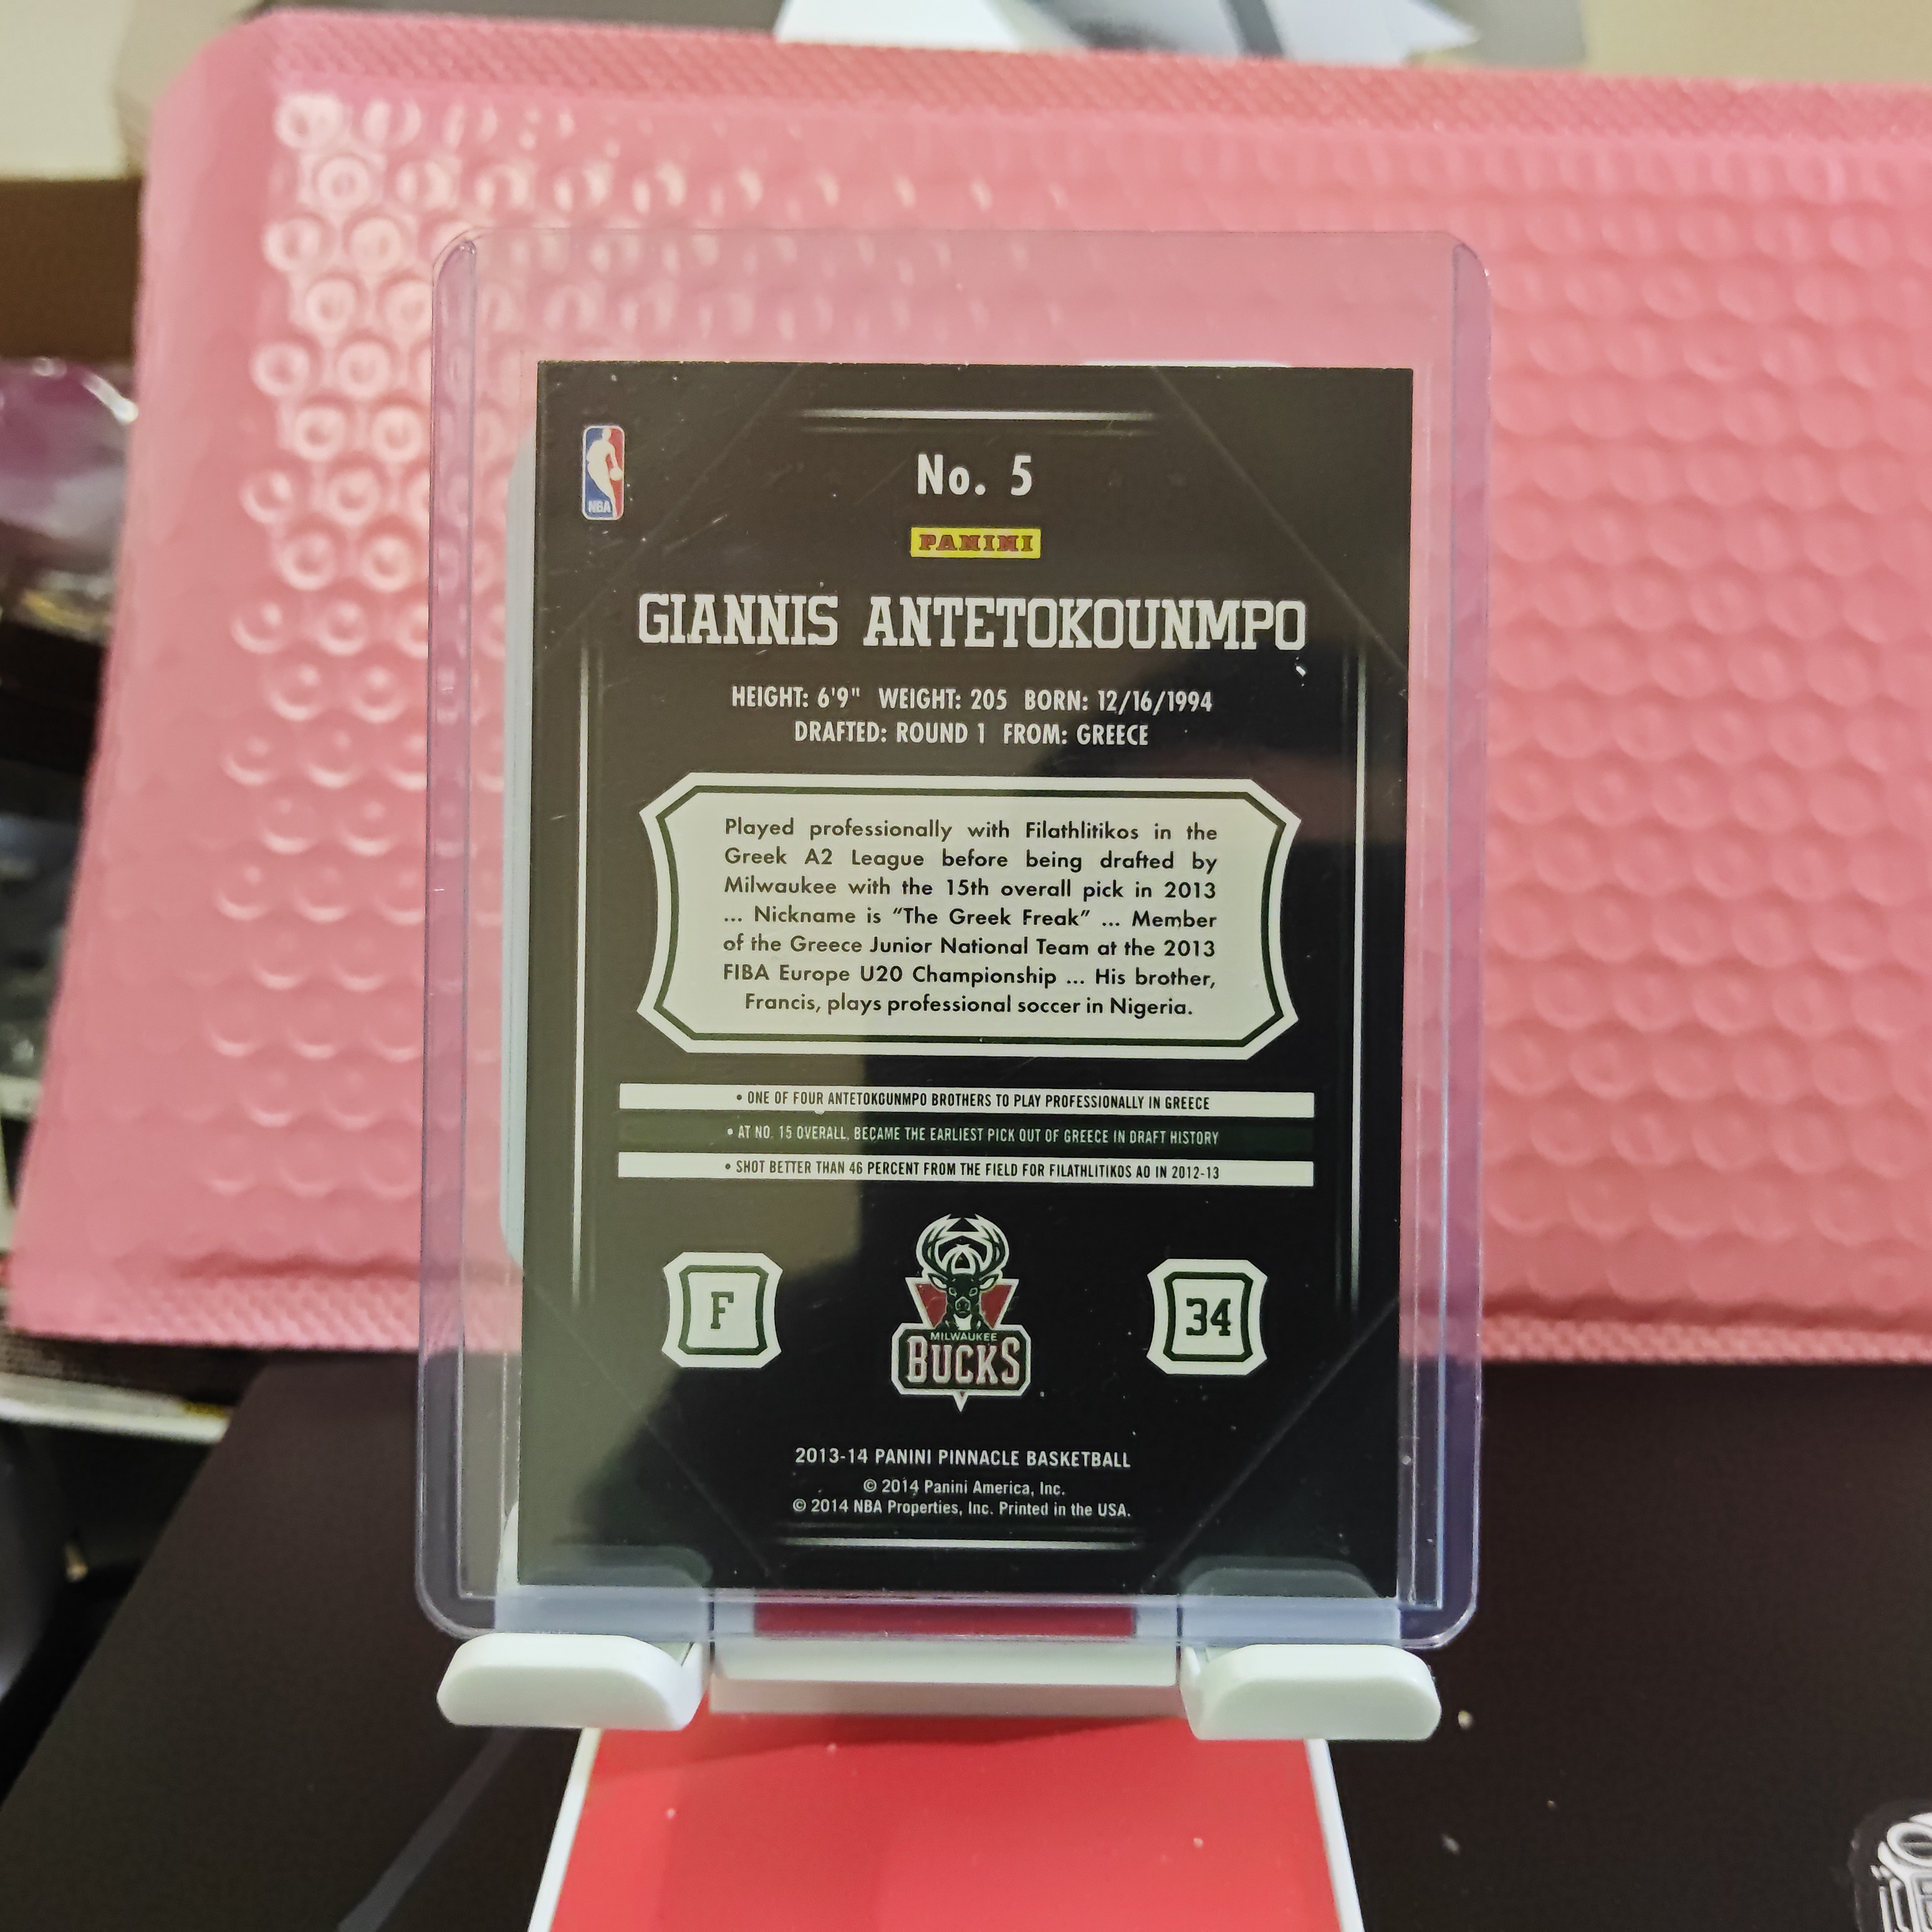 No. 5
NBA
PANINI
GIANNIS ANTETOKOUNMPO
HEIGHT: 6'9" WEIGHT: 205 BORN: 12/16/1994
DRAFTED: ROUND 1 FROM: GREECE
Played professionally with Filathlitikos in the
Greek A2 League before being drafted by
Milwaukee with the 15th overall pick in 2013
... Nickname is “The Greek Freak” ... Member
of the Greece Junior National Team at the 2013
FIBA Europe U20 Championship ... His brother,
Francis, plays professional soccer in Nigeria.
• ONE OF FOUR ANTETOKOUNMPO BROTHERS TO PLAY PROFESSIONALLY IN GREECE
• AT NO. 15 OVERALL, BECAME THE EARLIEST PICK OUT OF GREECE IN DRAFT HISTORY
• SHOT BETTER THAN 46 PERCENT FROM THE FIELD FOR FILATHLITIKOS AO IN 2012-13
F
MILWAUKEE
BUCKS
34
2013-14 PANINI PINNACLE BASKETBALL
© 2014 Panini America, Inc.
© 2014 NBA Properties, Inc. Printed in the USA.